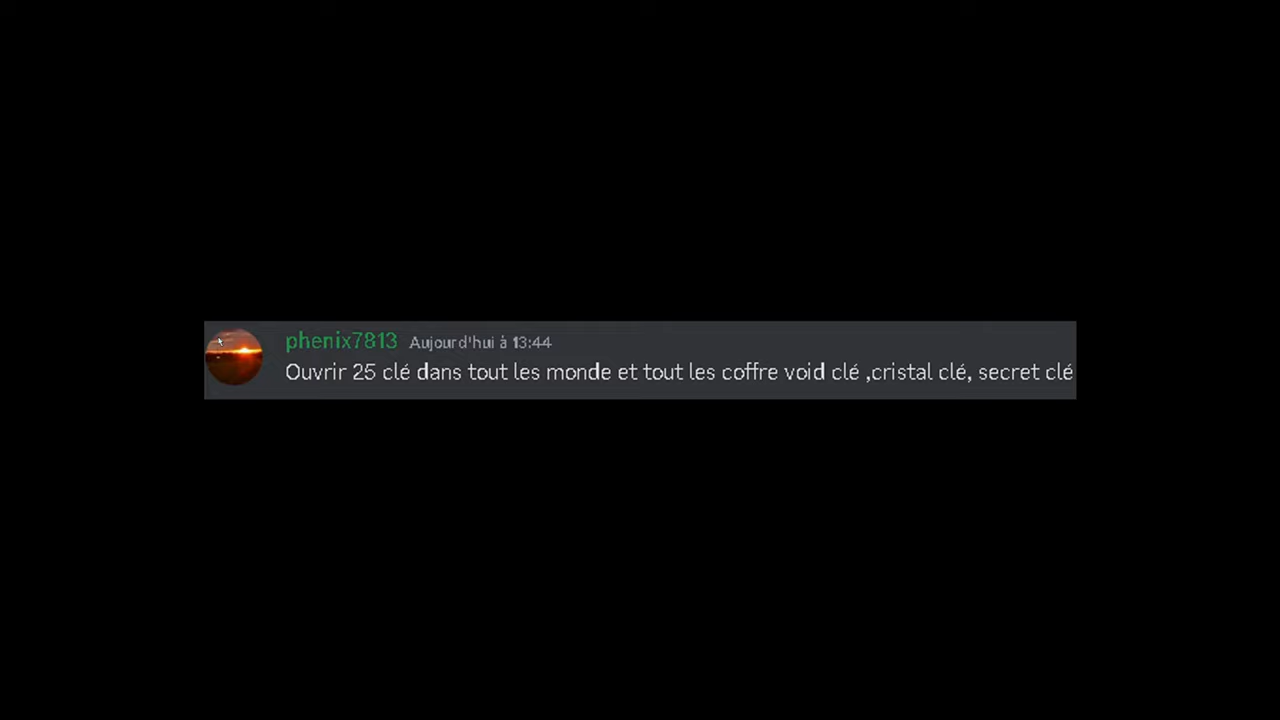 phenix7813 Aujourd'hui à 13:44
Ouvrir 25 clé dans tout les monde et tout les coffre void clé ,cristal clé, secret clé